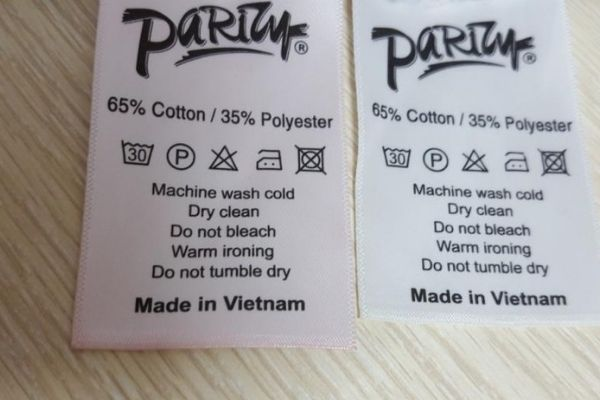 Parizy®
65% Cotton / 35% Polyester
30 P
Machine wash cold
Dry clean
Do not bleach
Warm ironing
Do not tumble dry
Made in Vietnam
®
65% Cotton / 35% Polyester
30 P
Machine wash cold
Dry clean
Do not bleach
Warm ironing
Do not tumble dry
Made in Vietnam